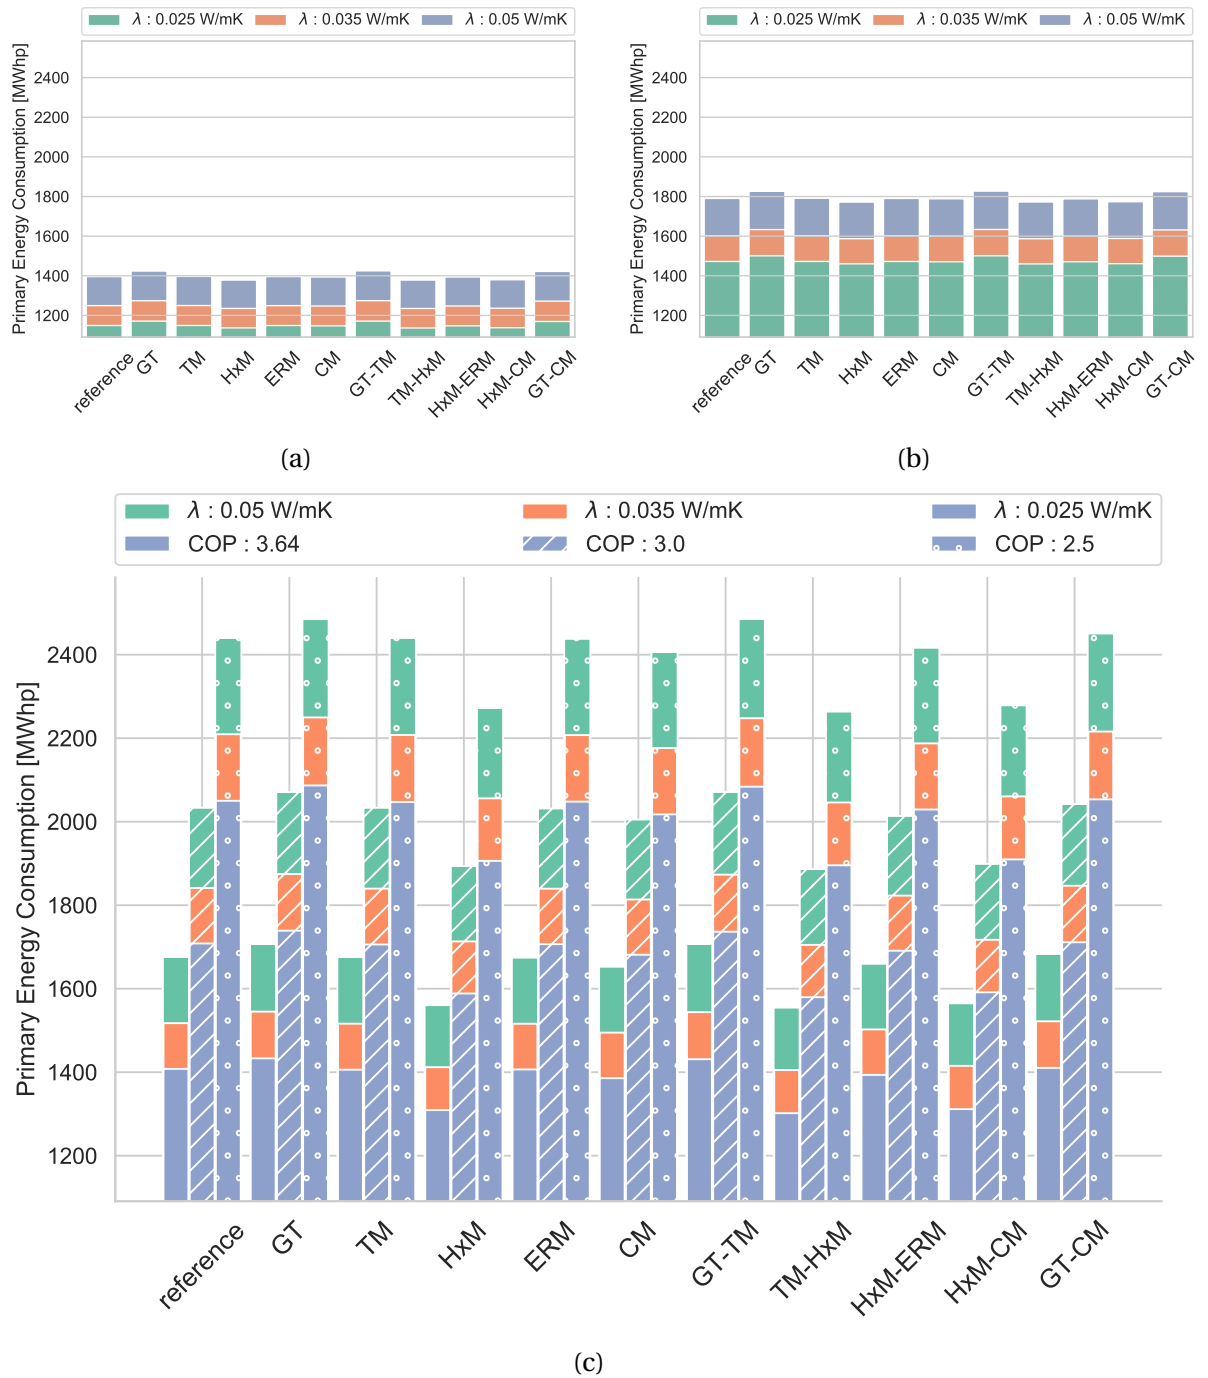 λ : 0.025 W/mK λ : 0.035 W/mK λ : 0.05 W/mK
Primary Energy Consumption [MWhp]
2400
2200
2000
1800
1600
1400
1200
reference GT TM HxM ERM CM GT-TM TM-HxM HxM-ERM HxM-CM GT-CM
(a)
λ : 0.025 W/mK λ : 0.035 W/mK λ : 0.05 W/mK
Primary Energy Consumption [MWhp]
2400
2200
2000
1800
1600
1400
1200
reference GT TM HxM ERM CM GT-TM TM-HxM HxM-ERM HxM-CM GT-CM
(b)
λ : 0.05 W/mK λ : 0.035 W/mK λ : 0.025 W/mK
COP : 3.64 COP : 3.0 COP : 2.5
Primary Energy Consumption [MWhp]
2400
2200
2000
1800
1600
1400
1200
reference GT TM HxM ERM CM GT-TM TM-HxM HxM-ERM HxM-CM GT-CM
(c)